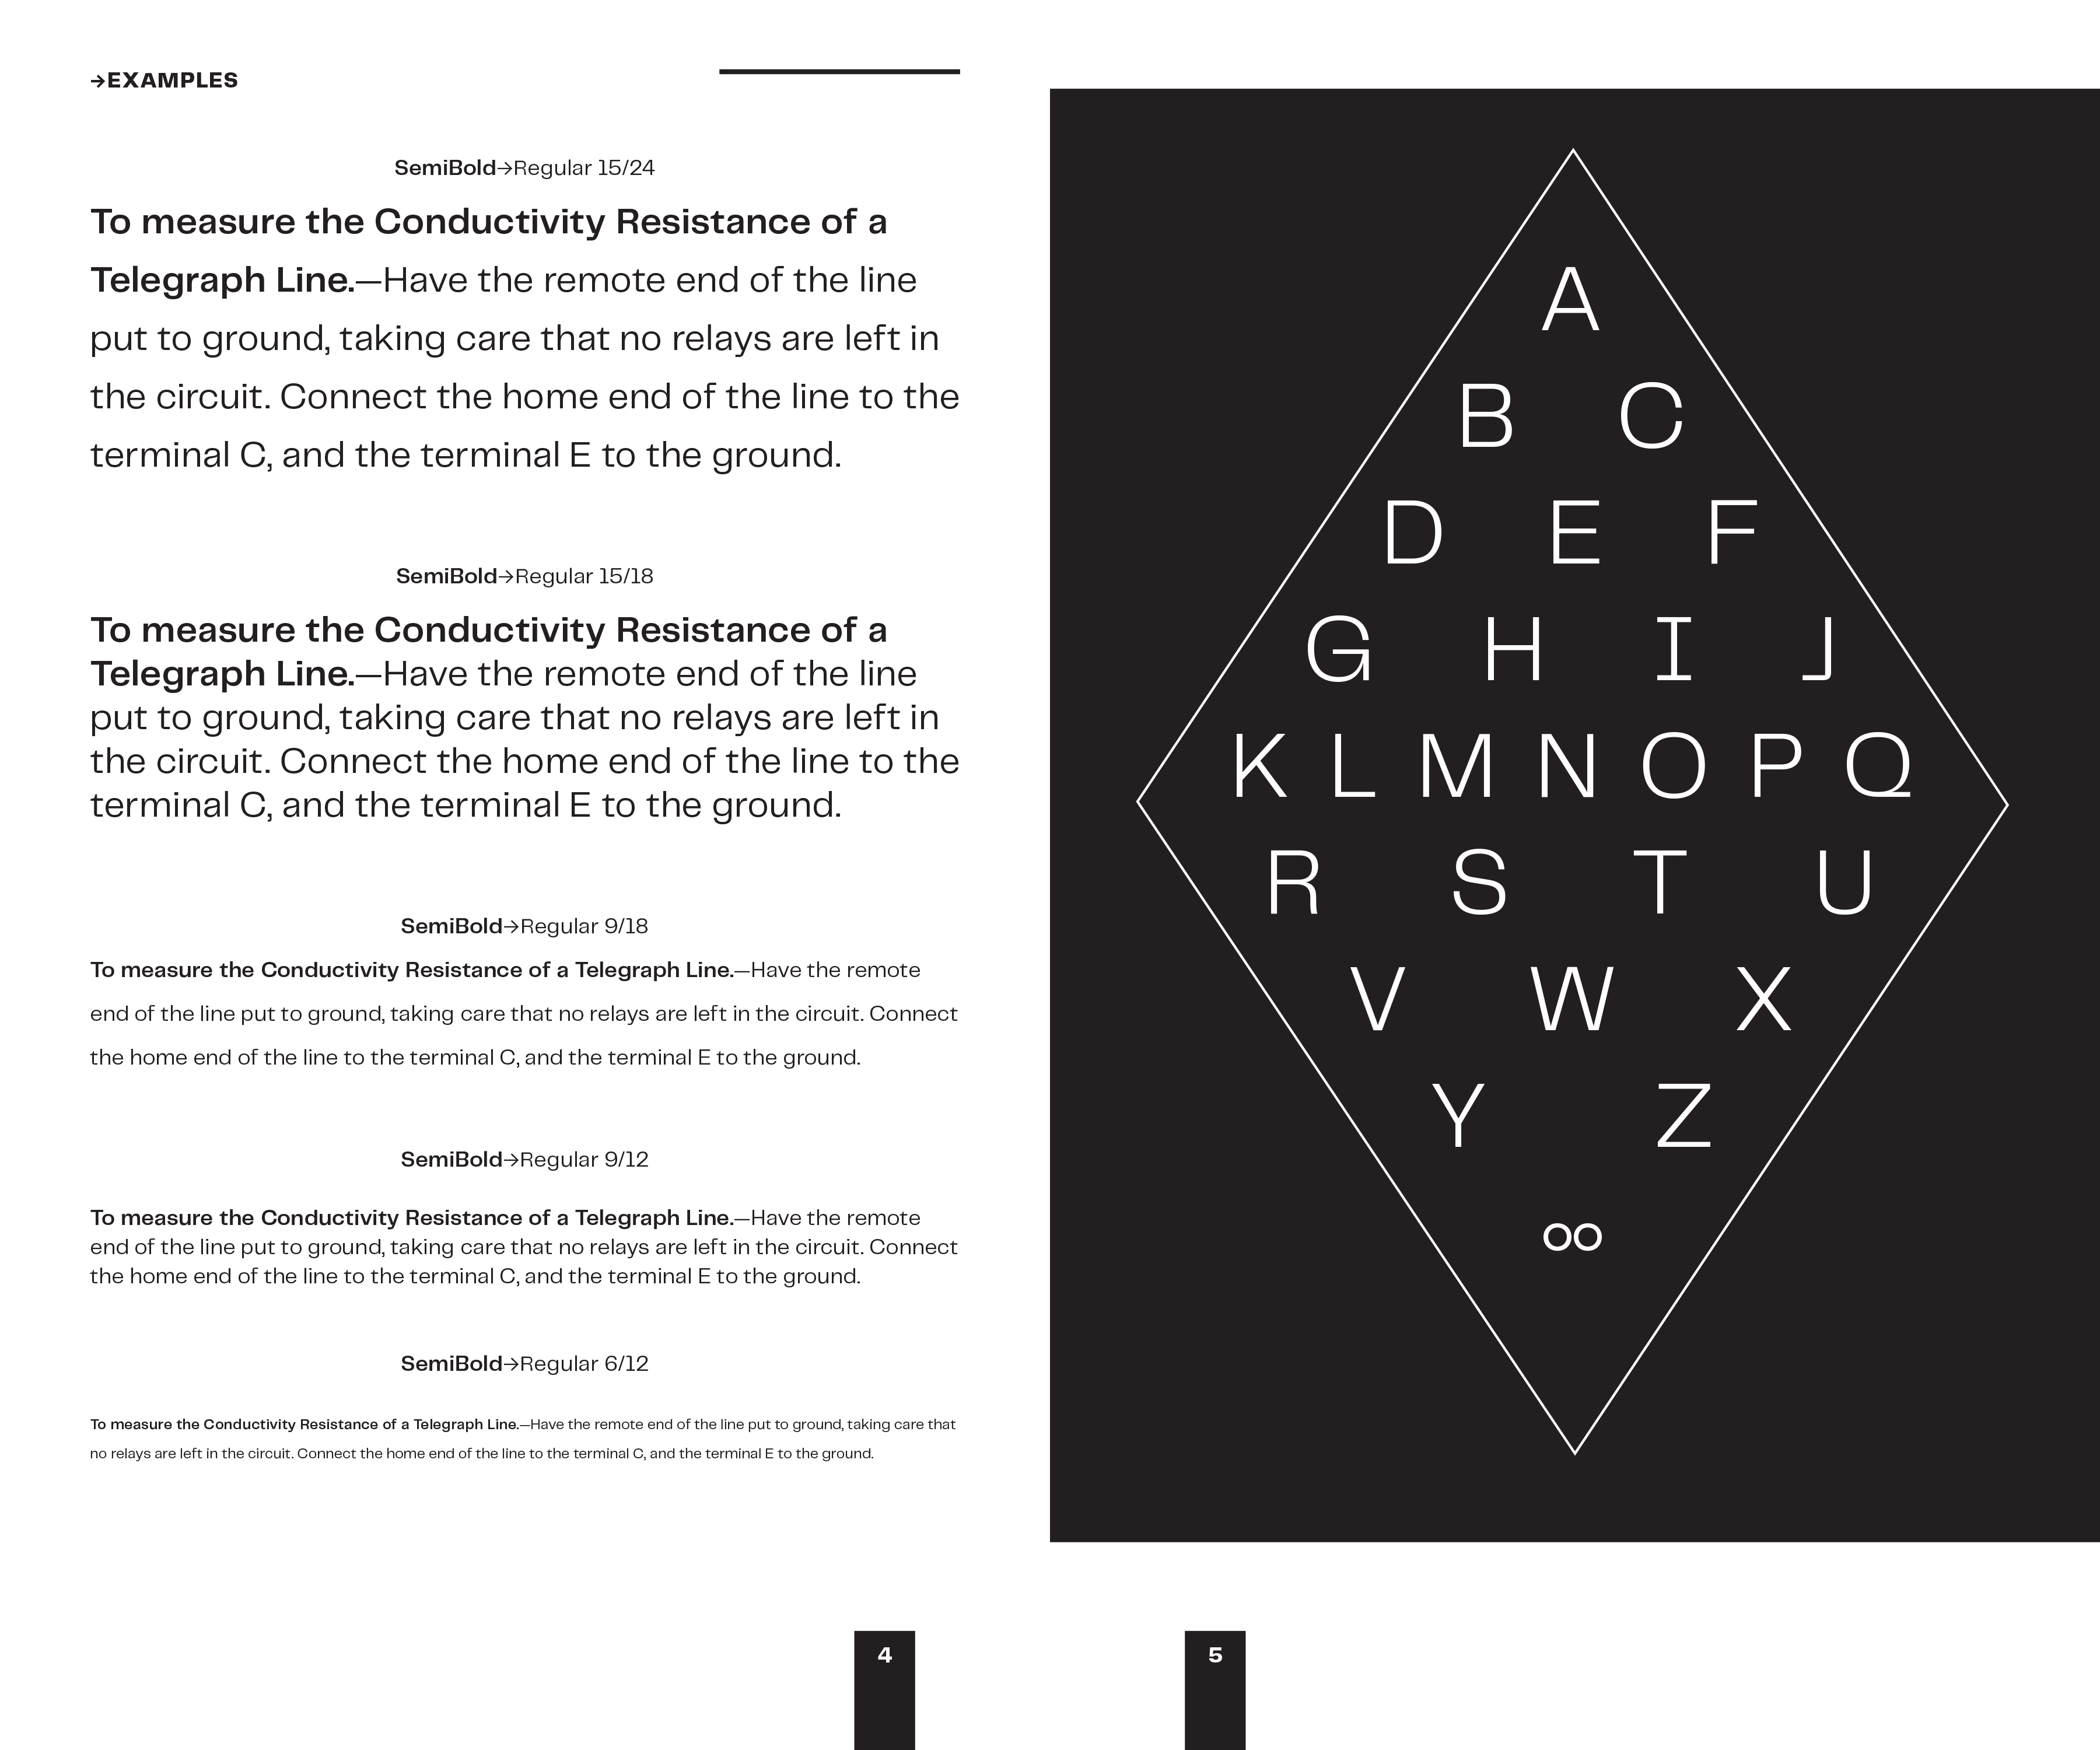 →EXAMPLES
SemiBold→Regular 15/24
To measure the Conductivity Resistance of a
Telegraph Line.—Have the remote end of the line
put to ground, taking care that no relays are left in
the circuit. Connect the home end of the line to the
terminal C, and the terminal E to the ground.
SemiBold→Regular 15/18
To measure the Conductivity Resistance of a
Telegraph Line.—Have the remote end of the line
put to ground, taking care that no relays are left in
the circuit. Connect the home end of the line to the
terminal C, and the terminal E to the ground.
SemiBold→Regular 9/18
To measure the Conductivity Resistance of a Telegraph Line.—Have the remote
end of the line put to ground, taking care that no relays are left in the circuit. Connect
the home end of the line to the terminal C, and the terminal E to the ground.
SemiBold→Regular 9/12
To measure the Conductivity Resistance of a Telegraph Line.—Have the remote
end of the line put to ground, taking care that no relays are left in the circuit. Connect
the home end of the line to the terminal C, and the terminal E to the ground.
SemiBold→Regular 6/12
To measure the Conductivity Resistance of a Telegraph Line.—Have the remote end of the line put to ground, taking care that
no relays are left in the circuit. Connect the home end of the line to the terminal C, and the terminal E to the ground.
4
A
B C
D E F
G H I J
K L M N O P Q
R S T U
V W X
Y Z
∞
5